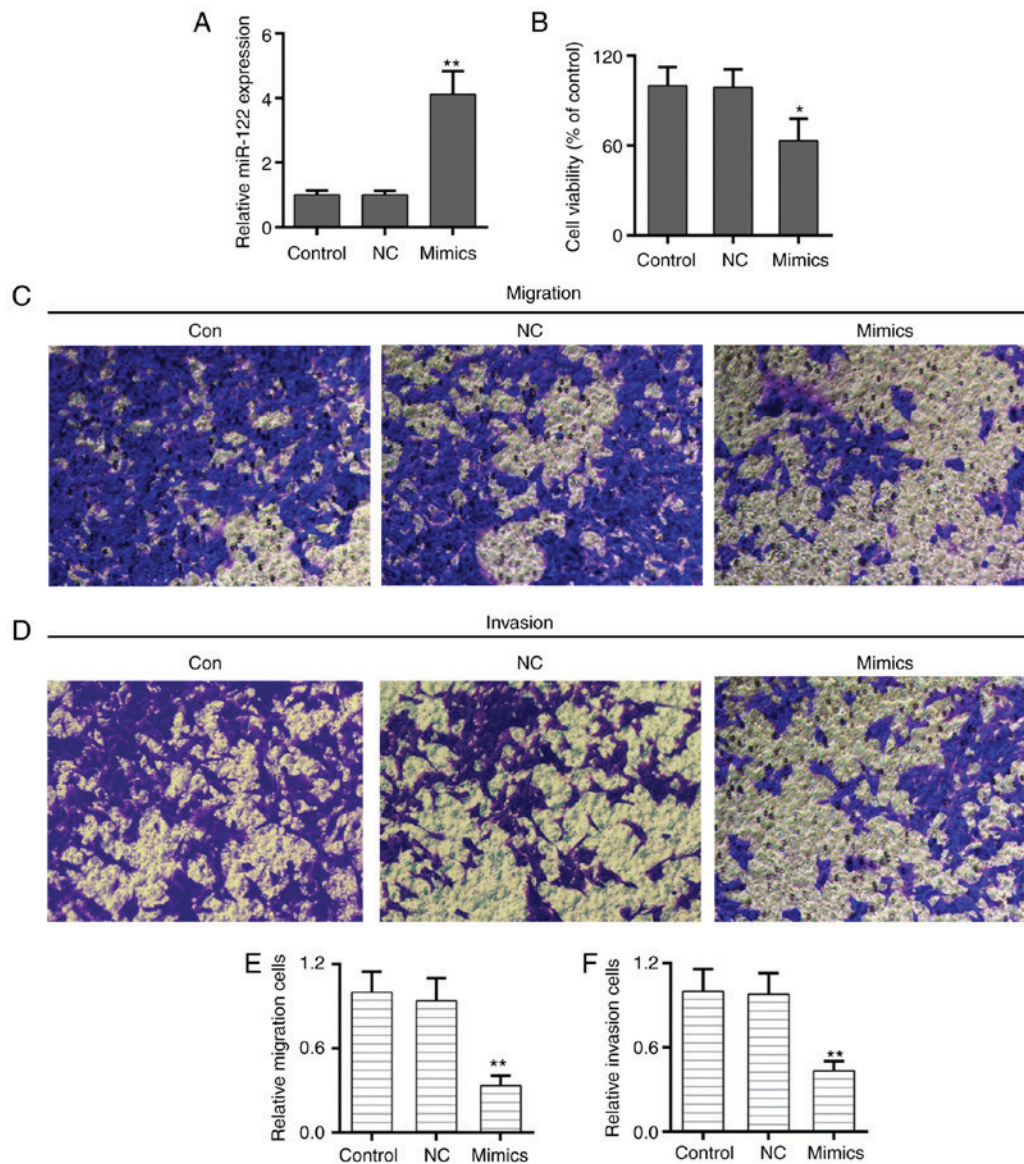 A
Relative miR-122 expression
6
4
2
0
**
Control NC Mimics
B
Cell viability (% of control)
120
60
0
*
Control NC Mimics
C
Migration
Con NC Mimics
D
Invasion
Con NC Mimics
E
Relative migration cells
1.2
0.6
0.0
**
Control NC Mimics
F
Relative invasion cells
1.2
0.6
0.0
**
Control NC Mimics